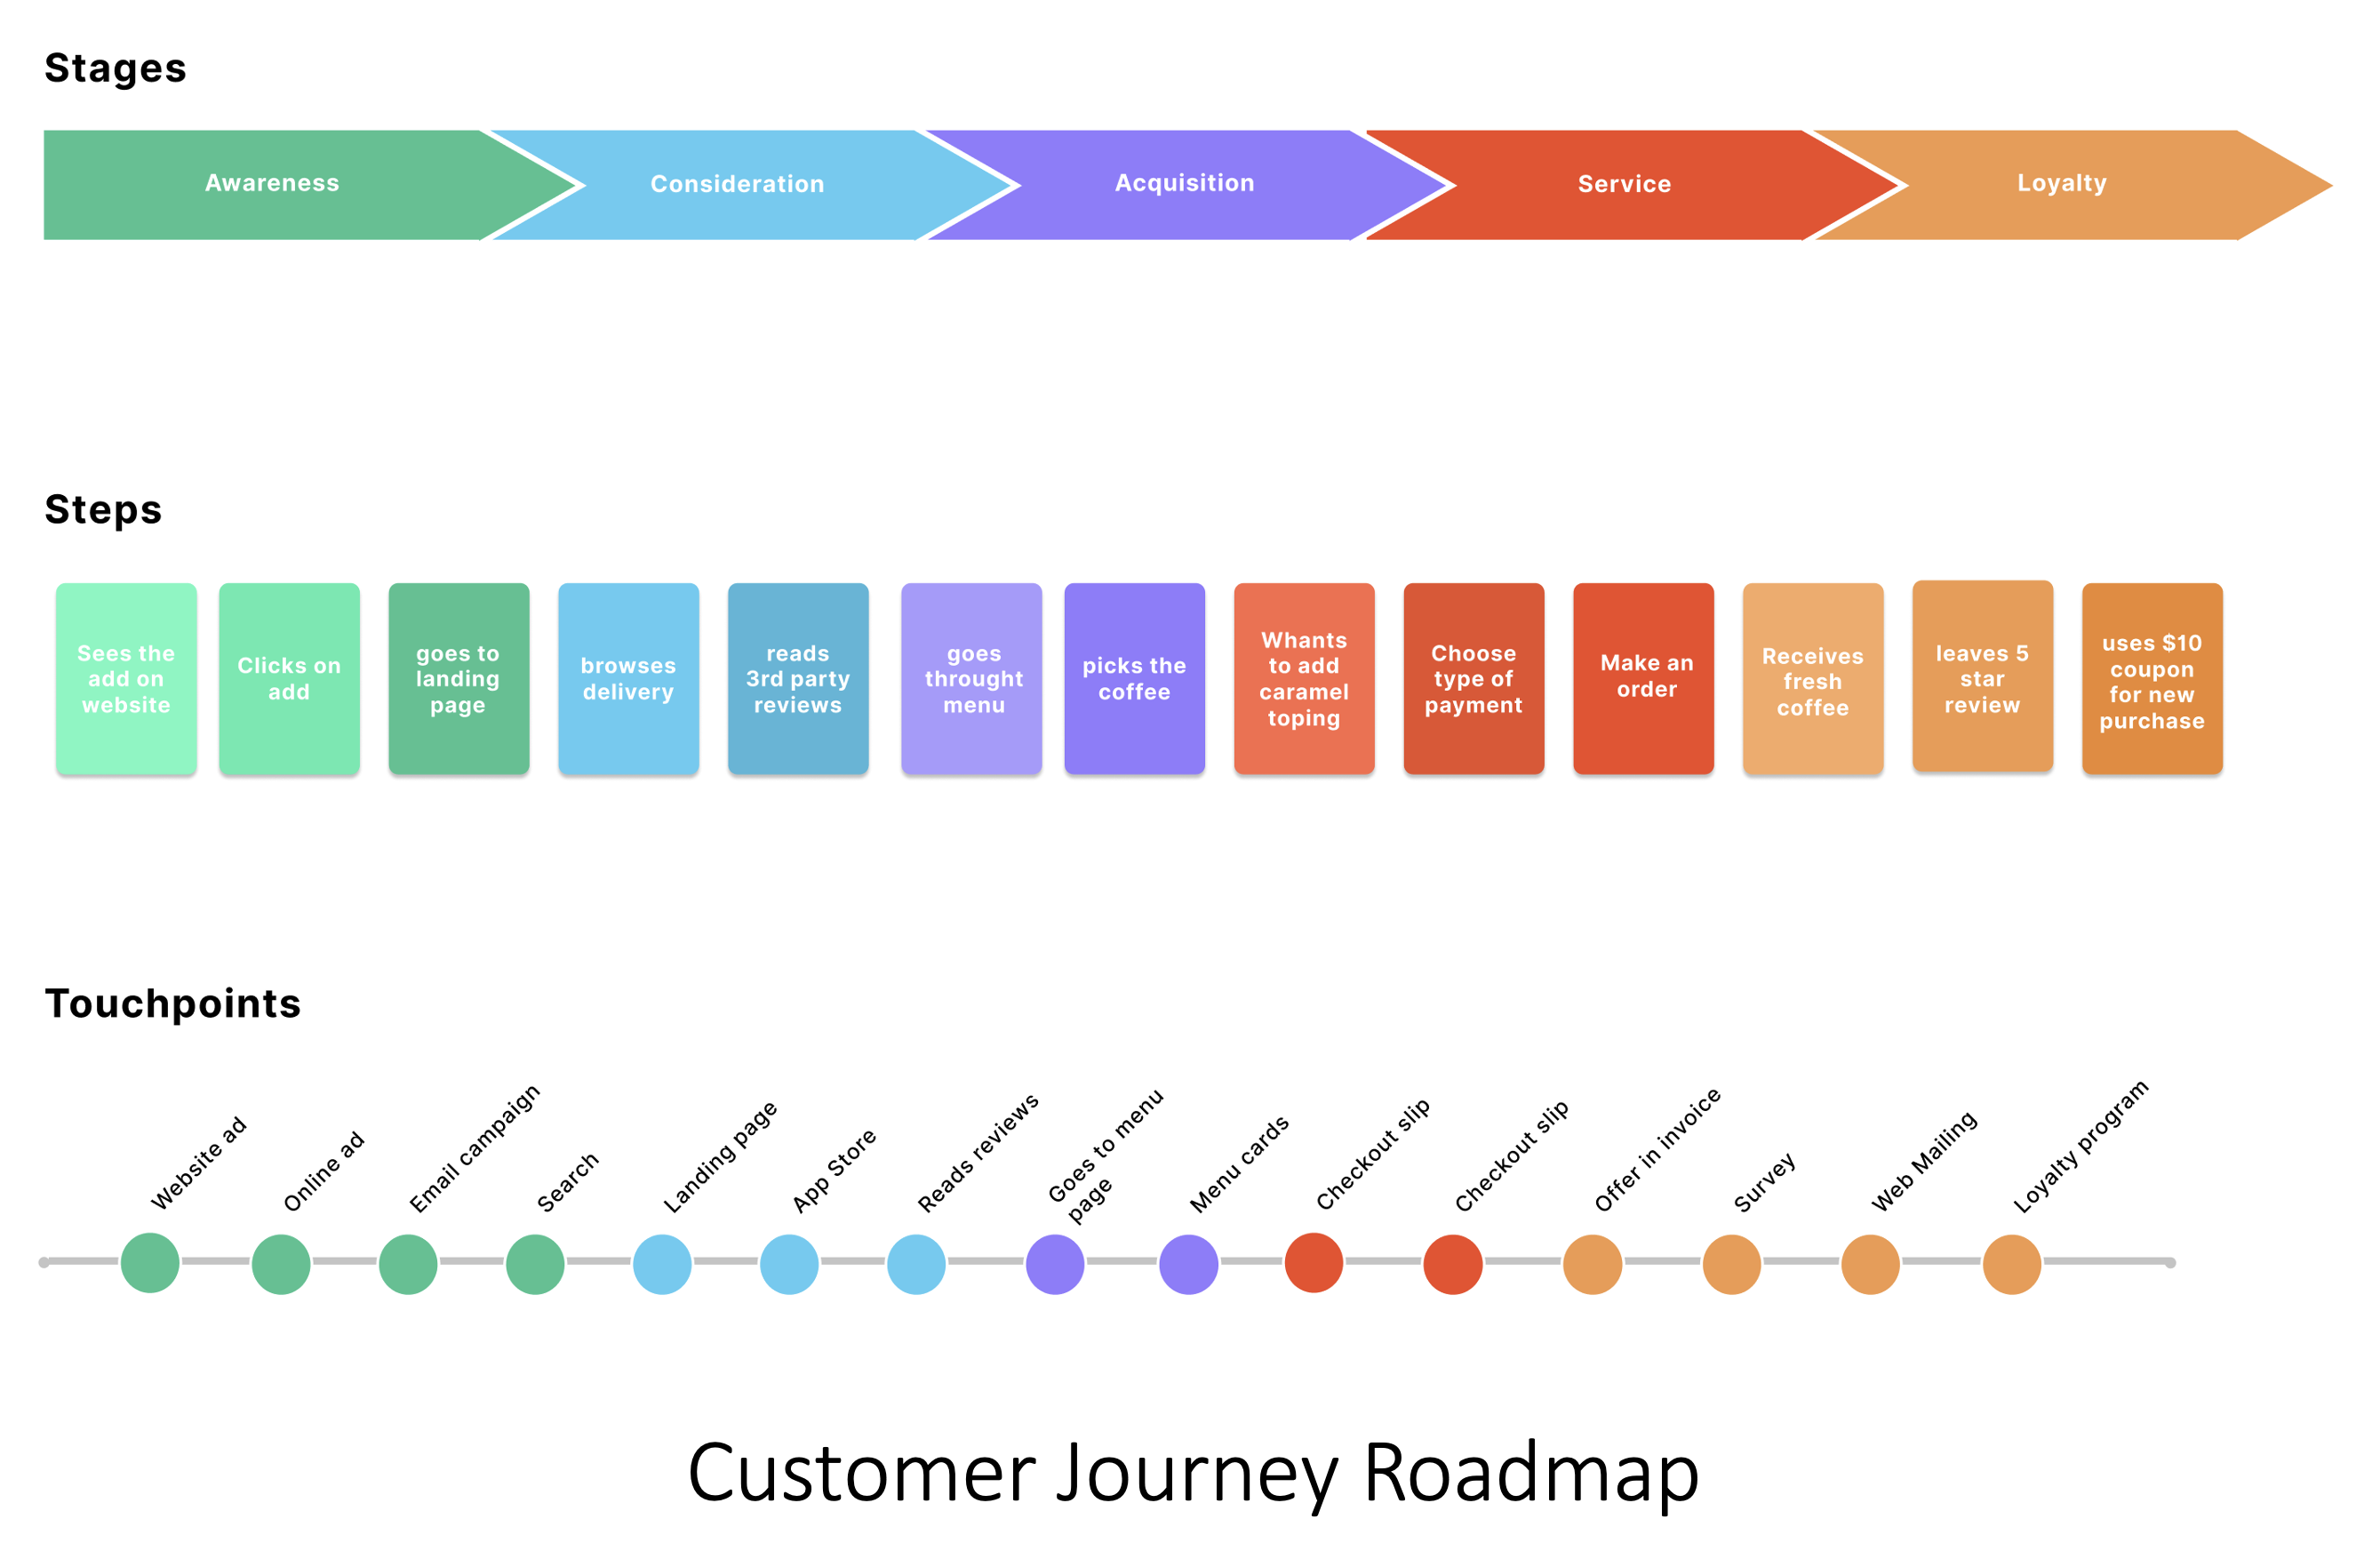 Stages
Awareness
Consideration
Acquisition
Service
Loyalty
Steps
Sees the
add on
website
Clicks on
add
goes to
landing
page
browses
delivery
reads
3rd party
reviews
goes
throught
menu
picks the
coffee
Whants
to add
caramel
toping
Choose
type of
payment
Make an
order
Receives
fresh
coffee
leaves 5
star
review
uses $10
coupon
for new
purchase
Touchpoints
Website ad
Online ad
Email campaign
Search
Landing page
App Store
Reads reviews
Goes to menu
page
Menu cards
Checkout slip
Checkout slip
Offer in invoice
Survey
Web Mailing
Loyalty program
Customer Journey Roadmap